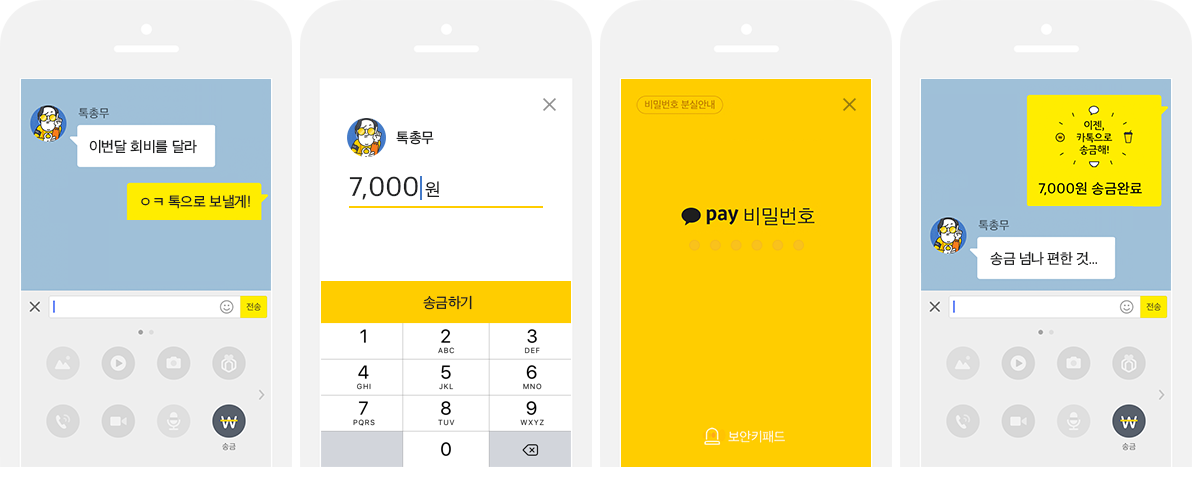 톡총무
이번달 회비를 달라
ㅇㅋ 톡으로 보낼게!
전송
송금
톡총무
7,000원
송금하기
1
2
ABC
3
DEF
4
GHI
5
JKL
6
MNO
7
PQRS
8
TUV
9
WXYZ
0
비밀번호 분실안내
pay 비밀번호
보안키패드
이젠,
카톡으로
송금해!
7,000원 송금완료
톡총무
송금 넘나 편한 것...
전송
송금